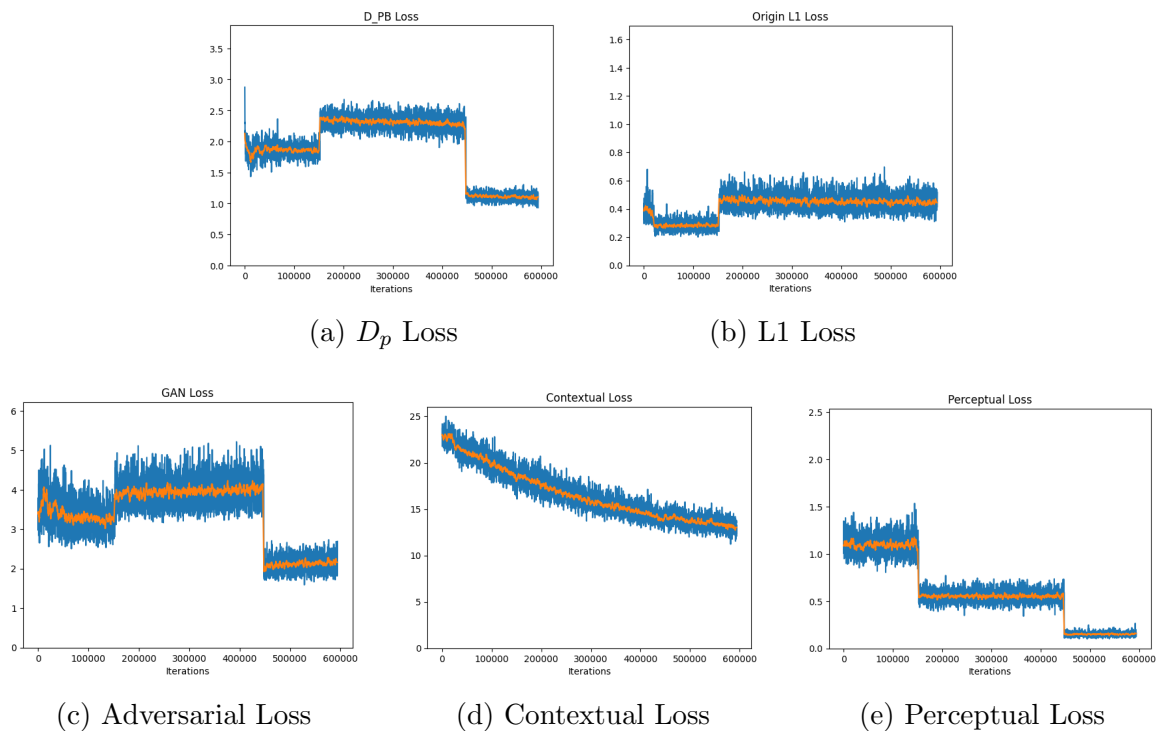 D_PB Loss
3.5
3.0
2.5
2.0
1.5
1.0
0.5
0.0
0 100000 200000 300000 400000 500000 600000
Iterations
(a) D_p Loss
Origin L1 Loss
1.6
1.4
1.2
1.0
0.8
0.6
0.4
0.2
0.0
0 100000 200000 300000 400000 500000 600000
Iterations
(b) L1 Loss
GAN Loss
6
5
4
3
2
1
0
0 100000 200000 300000 400000 500000 600000
Iterations
(c) Adversarial Loss
Contextual Loss
25
20
15
10
5
0
0 100000 200000 300000 400000 500000 600000
Iterations
(d) Contextual Loss
Perceptual Loss
2.5
2.0
1.5
1.0
0.5
0.0
0 100000 200000 300000 400000 500000 600000
Iterations
(e) Perceptual Loss